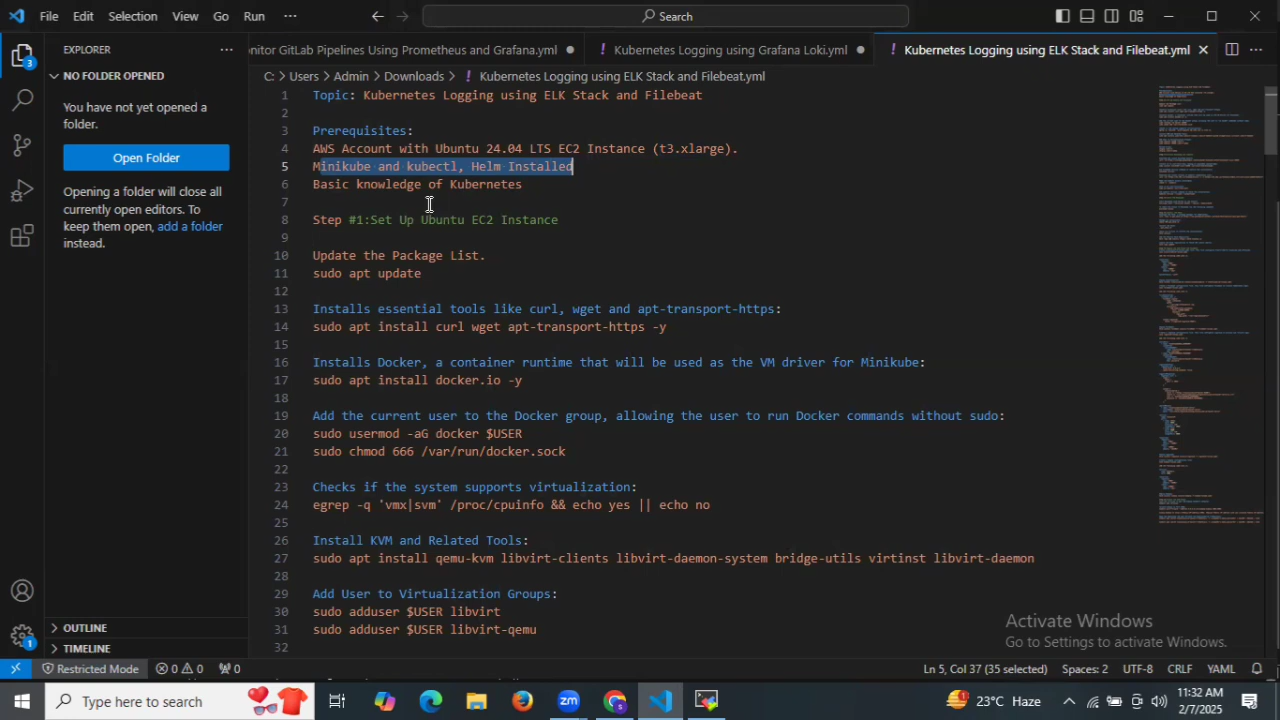 File Edit Selection View Go Run ··· Search
EXPLORER ···
nitor GitLab Pipelines Using Prometheus and Grafana.yml
Kubernetes Logging using Grafana Loki.yml
Kubernetes Logging using ELK Stack and Filebeat.yml
C: > Users > Admin > Downloads > ! Kubernetes Logging using ELK Stack and Filebeat.yml
NO FOLDER OPENED
You have not yet opened a
folder.
Open Folder
Opening a folder will close all
currently open editors. To
keep them open, add a folder
instead.
OUTLINE
TIMELINE
3
1
1 Topic: Kubernetes Logging using ELK Stack and Filebeat
2
3 Prerequisites:
4 AWS Account with Ubuntu 24.04 LTS EC2 Instance (t3.xlarge)
5 Minikube and kubectl, Helm Installed
6 Basic knowledge of Kubernetes
7
8 Step #1:Set Up Ubuntu EC2 Instance
9
10 Update the Package List.
11 sudo apt update
12
13 Installs essential tools like curl, wget and apt-transport-https:
14 sudo apt install curl wget apt-transport-https -y
15
16 Installs Docker, a container runtime that will be used as the VM driver for Minikube:
17 sudo apt install docker.io -y
18
19 Add the current user to the Docker group, allowing the user to run Docker commands without sudo:
20 sudo usermod -aG docker $USER
21 sudo chmod 666 /var/run/docker.sock
22
23 Checks if the system supports virtualization:
24 egrep -q 'vmx|svm' /proc/cpuinfo && echo yes || echo no
25
26 Install KVM and Related Tools:
27 sudo apt install qemu-kvm libvirt-clients libvirt-daemon-system bridge-utils virtinst libvirt-daemon
28
29 Add User to Virtualization Groups:
30 sudo adduser $USER libvirt
31 sudo adduser $USER libvirt-qemu
32
Activate Windows
Go to Settings to activate Windows.
Restricted Mode 0 0 0 Ln 5, Col 37 (35 selected) Spaces: 2 UTF-8 CRLF YAML
Type here to search
zm
23°C Haze
11:32 AM
2/7/2025